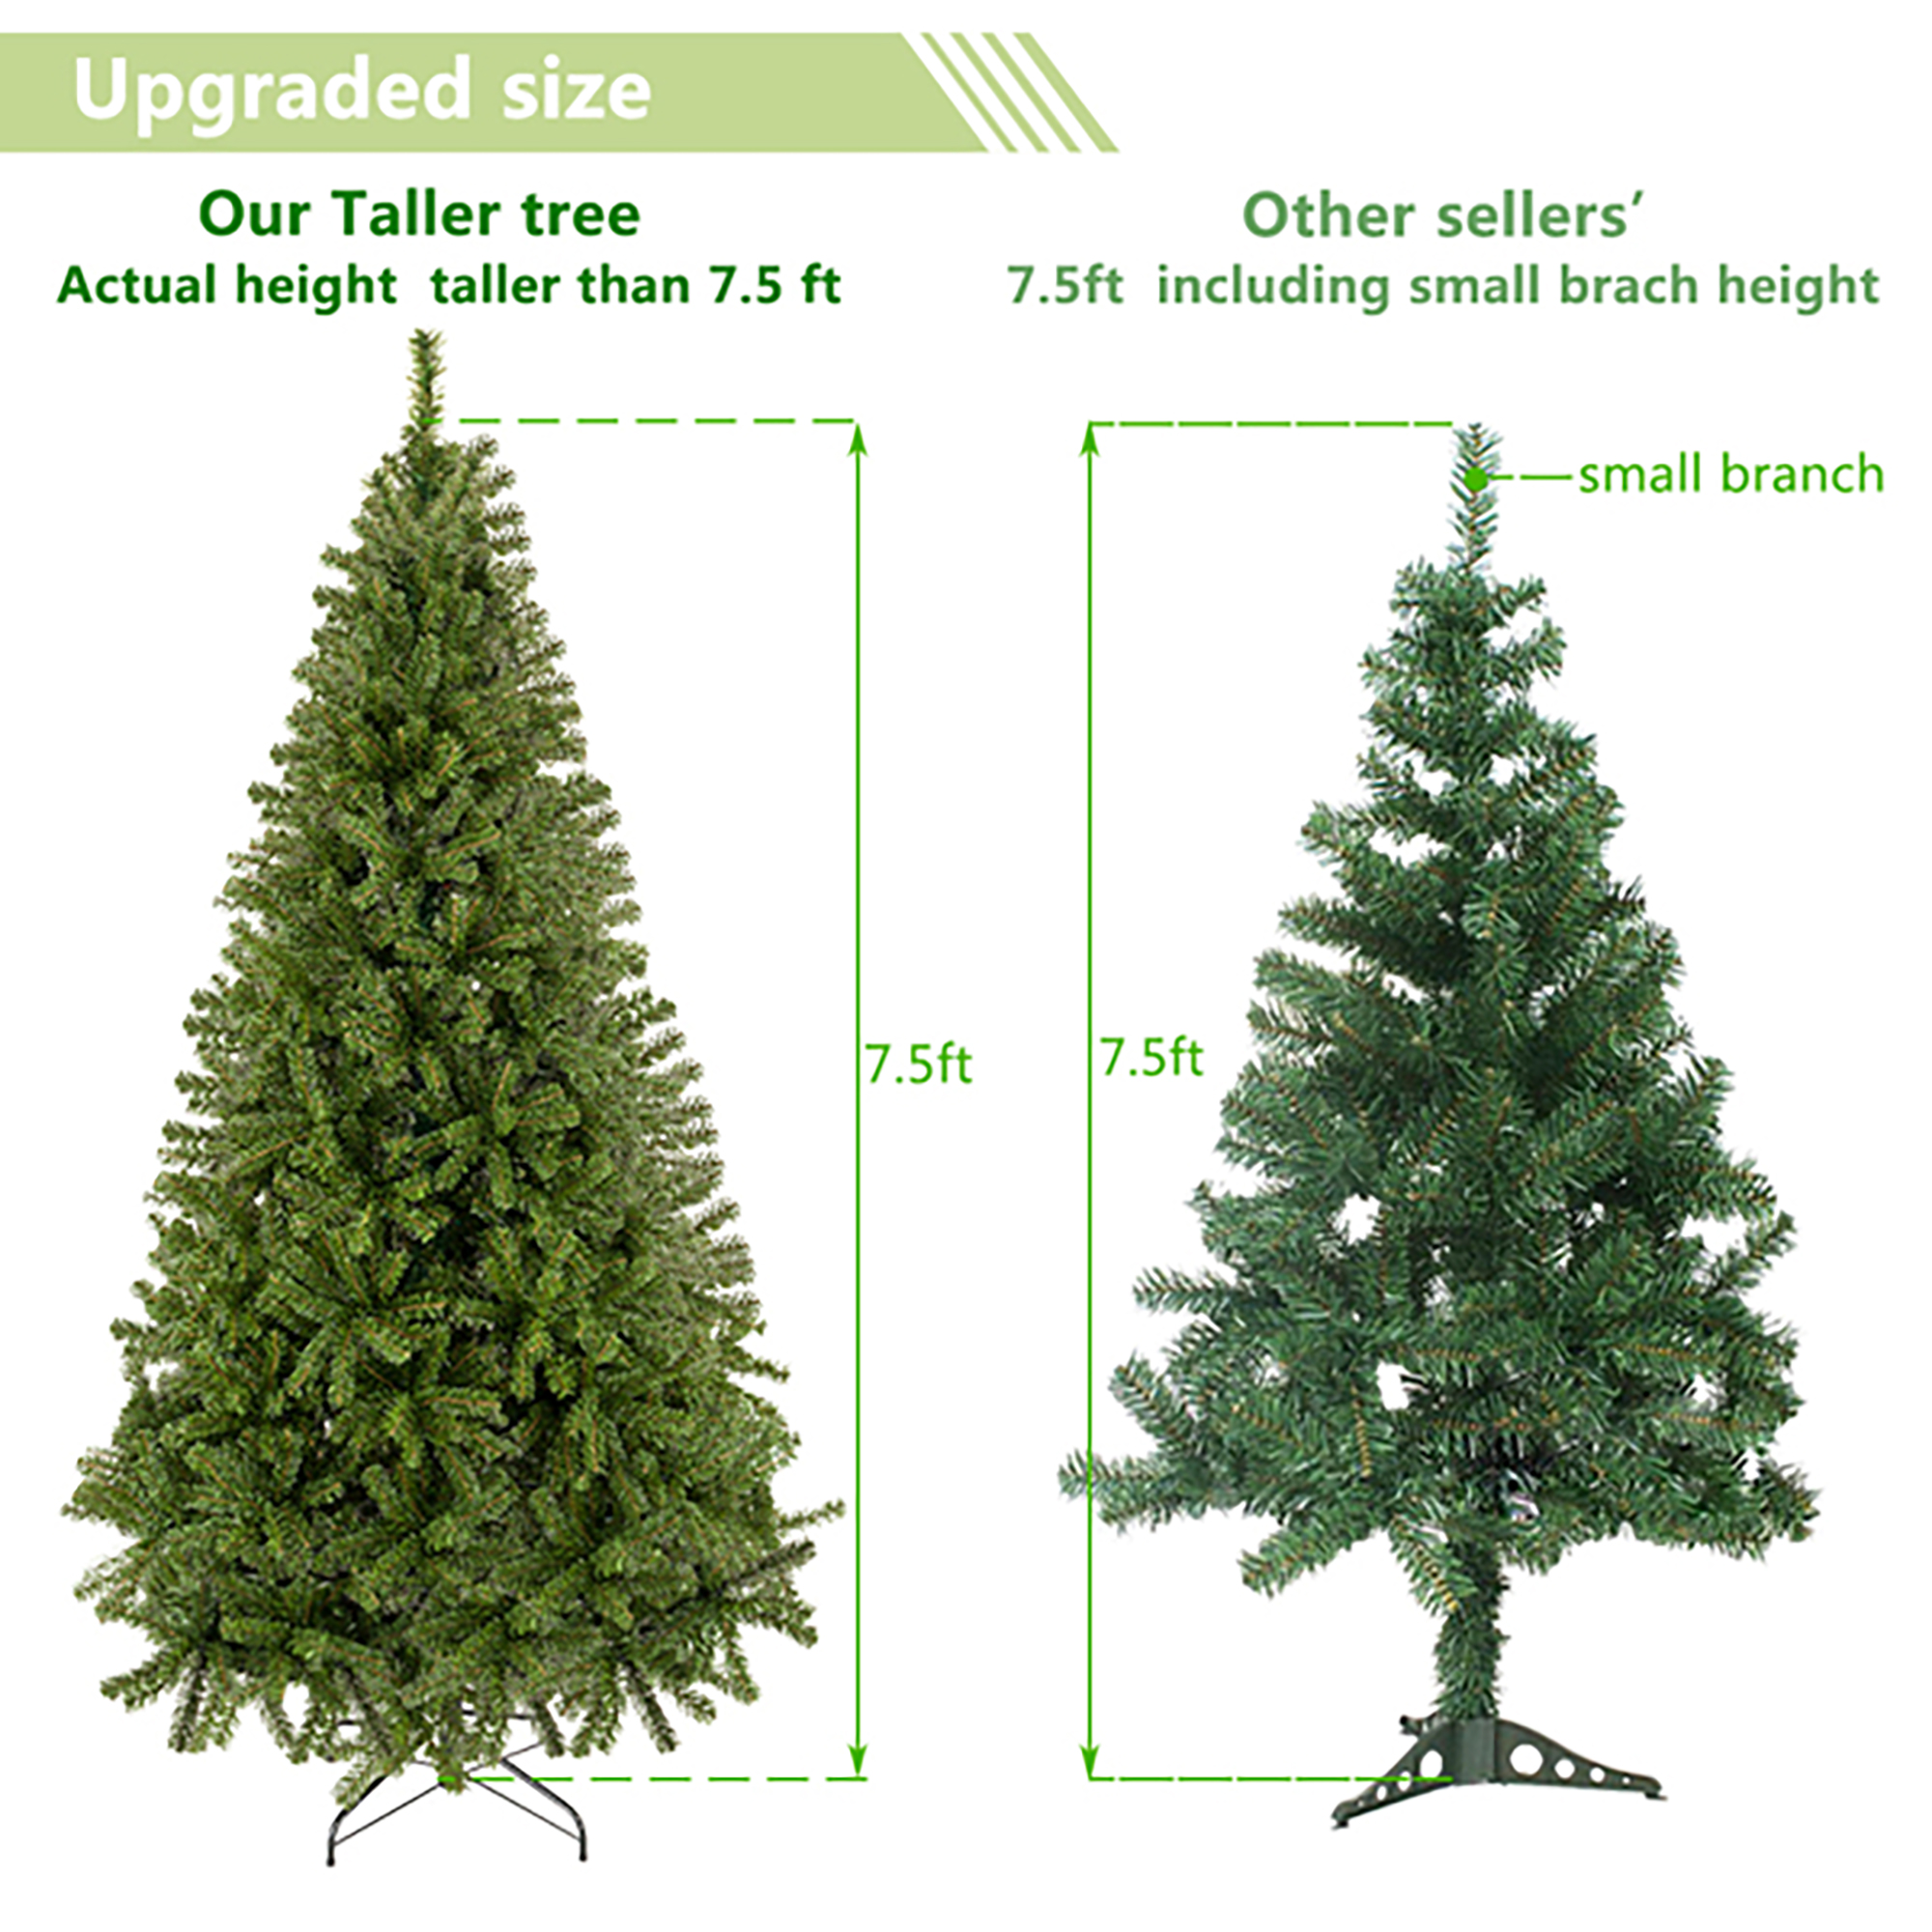 Upgraded size
Our Taller tree
Actual height taller than 7.5 ft
Other sellers’
7.5ft including small brach height
small branch
7.5ft
7.5ft